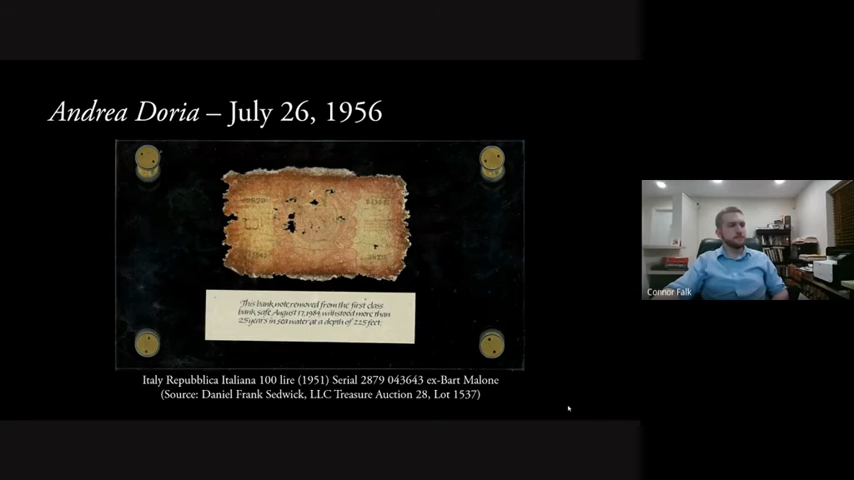 Andrea Doria – July 26, 1956
This bank note removed from the first class
bank safe August 17, 1984 withstood more than
25 years in sea water at a depth of 225 feet.
Italy Repubblica Italiana 100 lire (1951) Serial 2879 043643 ex-Bart Malone
(Source: Daniel Frank Sedwick, LLC Treasure Auction 28, Lot 1537)
Connor Falk